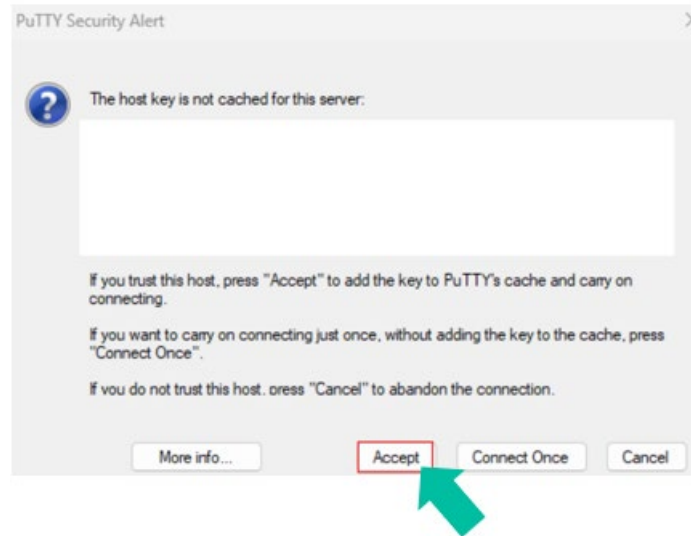 PuTTY Security Alert
The host key is not cached for this server:
If you trust this host, press "Accept" to add the key to PuTTY's cache and carry on
connecting.
If you want to carry on connecting just once, without adding the key to the cache, press
"Connect Once".
If you do not trust this host, press "Cancel" to abandon the connection.
More info... Accept Connect Once Cancel